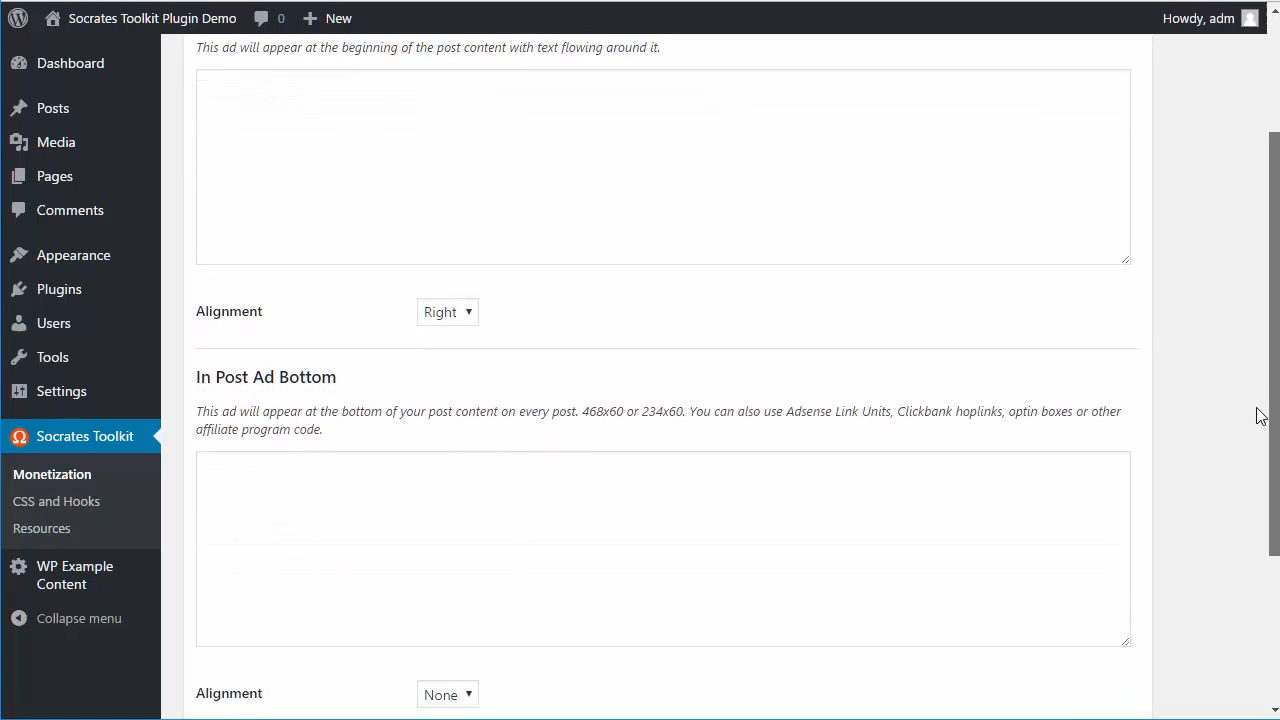 Socrates Toolkit Plugin Demo 0 New Howdy, adm
Dashboard
Posts
Media
Pages
Comments
Appearance
Plugins
Users
Tools
Settings
Socrates Toolkit
Monetization
CSS and Hooks
Resources
WP Example
Content
Collapse menu
This ad will appear at the beginning of the post content with text flowing around it.
Alignment Right
In Post Ad Bottom
This ad will appear at the bottom of your post content on every post. 468x60 or 234x60. You can also use Adsense Link Units, Clickbank hoplinks, optin boxes or other
affiliate program code.
Alignment None